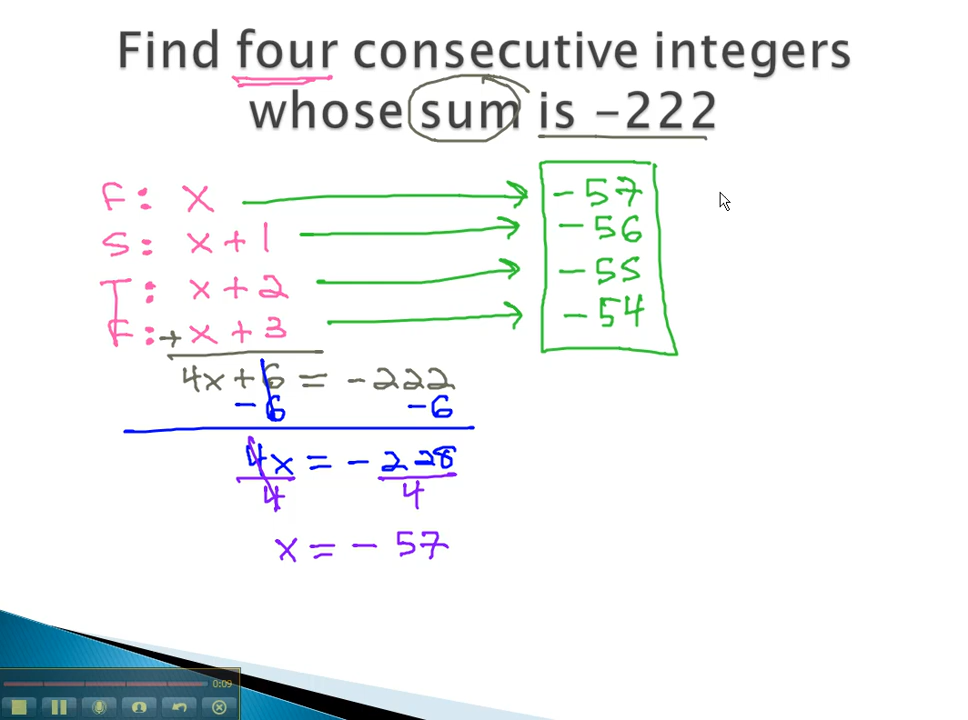 Find four consecutive integers
whose sum is -222
F: x → -57
S: x + 1 → -56
T: x + 2 → -55
F: + x + 3 → -54
4x + 6 = -222
- 6 - 6
4x = - 228
4 4
x = - 57
0:09